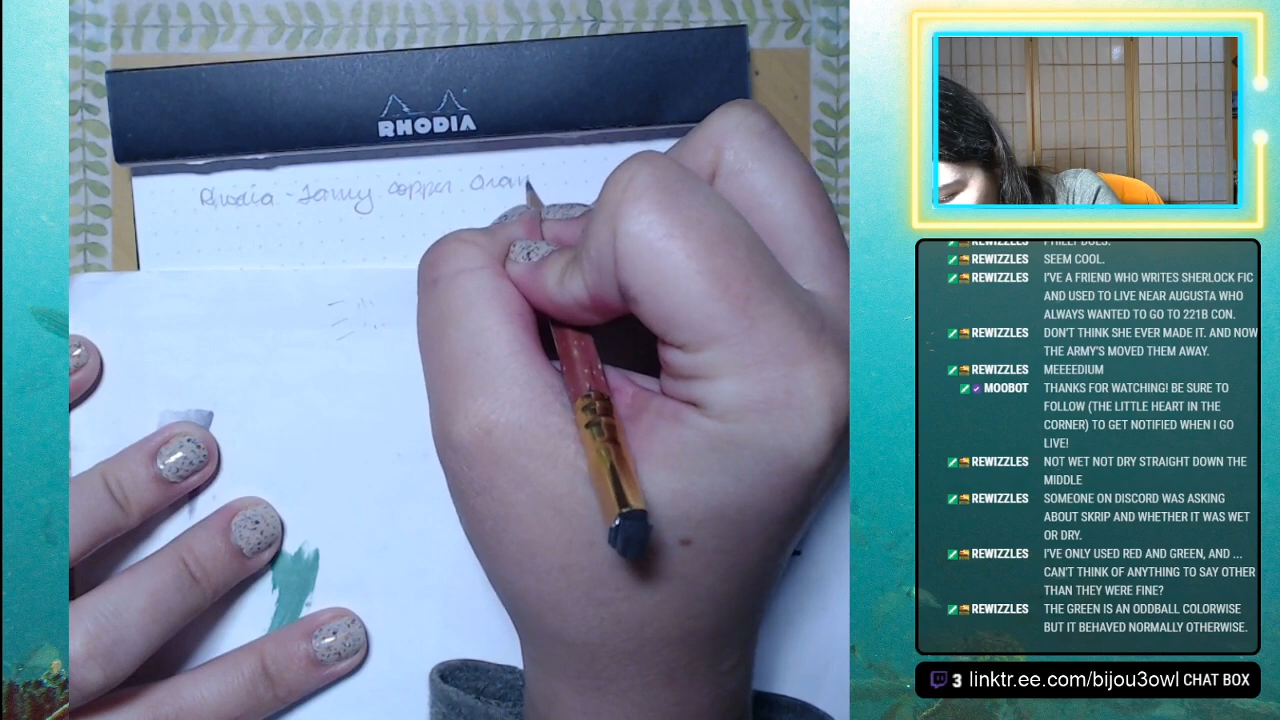 RHODIA
Rhodia - Lamy copper Oran
PHILLY DOES.
REWIZZLES SEEM COOL.
REWIZZLES I'VE A FRIEND WHO WRITES SHERLOCK FIC
AND USED TO LIVE NEAR AUGUSTA WHO
ALWAYS WANTED TO GO TO 221B CON.
REWIZZLES DON'T THINK SHE EVER MADE IT. AND NOW
THE ARMY'S MOVED THEM AWAY.
REWIZZLES MEEEEDIUM
MOOBOT THANKS FOR WATCHING! BE SURE TO
FOLLOW (THE LITTLE HEART IN THE
CORNER) TO GET NOTIFIED WHEN I GO
LIVE!
REWIZZLES NOT WET NOT DRY STRAIGHT DOWN THE
MIDDLE
REWIZZLES SOMEONE ON DISCORD WAS ASKING
ABOUT SKRIP AND WHETHER IT WAS WET
OR DRY.
REWIZZLES I'VE ONLY USED RED AND GREEN, AND ...
CAN'T THINK OF ANYTHING TO SAY OTHER
THAN THEY WERE FINE?
REWIZZLES THE GREEN IS AN ODDBALL COLORWISE
BUT IT BEHAVED NORMALLY OTHERWISE.
3 linktr.ee.com/bijou3owl CHAT BOX